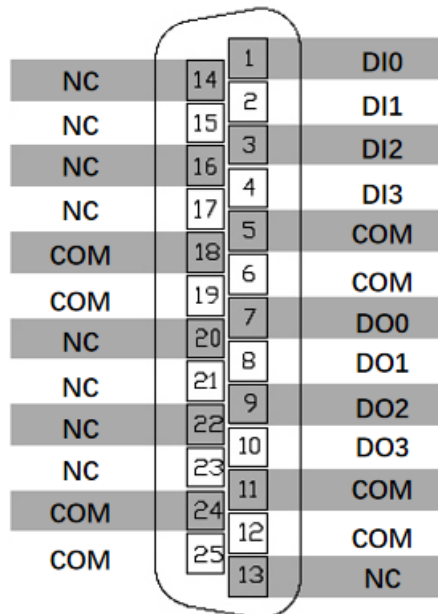 1 DI0
NC 14
2 DI1
NC 15
3 DI2
NC 16
4 DI3
NC 17
5 COM
COM 18
6 COM
COM 19
7 DO0
NC 20
8 DO1
NC 21
9 DO2
NC 22
10 DO3
NC 23
11 COM
COM 24
12 COM
COM 25
13 NC